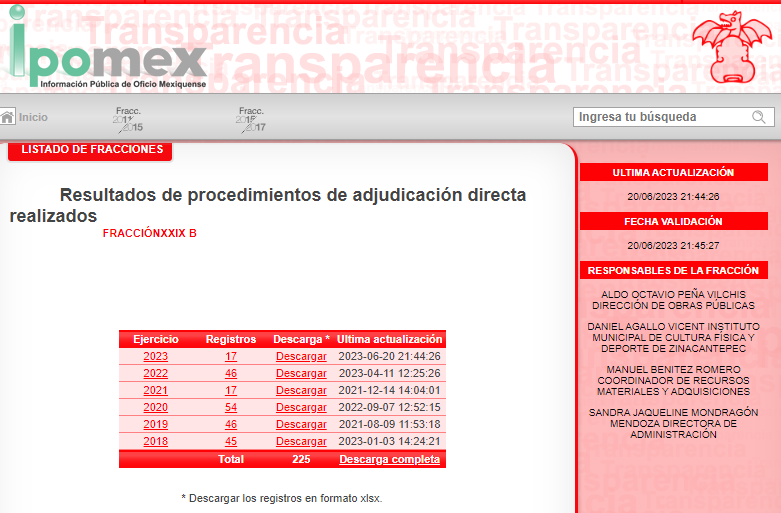 Transparencia
Transparencia
Transparencia
Transparencia
ipomex
Información Pública de Oficio Mexiquense
Inicio
Fracc.
2011/2015
Fracc.
2015/2017
Ingresa tu búsqueda
LISTADO DE FRACCIONES
Resultados de procedimientos de adjudicación directa
realizados
FRACCIÓNXXIX B
Ejercicio Registros Descarga * Ultima actualización
2023 17 Descargar 2023-06-20 21:44:26
2022 46 Descargar 2023-04-11 12:25:26
2021 17 Descargar 2021-12-14 14:04:01
2020 54 Descargar 2022-09-07 12:52:15
2019 46 Descargar 2021-08-09 11:53:18
2018 45 Descargar 2023-01-03 14:24:21
Total 225 Descarga completa
* Descargar los registros en formato xlsx.
ULTIMA ACTUALIZACIÓN
20/06/2023 21:44:26
FECHA VALIDACIÓN
20/06/2023 21:45:27
RESPONSABLES DE LA FRACCIÓN
ALDO OCTAVIO PEÑA VILCHIS
DIRECCIÓN DE OBRAS PÚBLICAS
DANIEL AGALLO VICENT INSTITUTO
MUNICIPAL DE CULTURA FÍSICA Y
DEPORTE DE ZINACANTEPEC
MANUEL BENITEZ ROMERO
COORDINADOR DE RECURSOS
MATERIALES Y ADQUISICIONES
SANDRA JAQUELINE MONDRAGÓN
MENDOZA DIRECTORA DE
ADMINISTRACIÓN